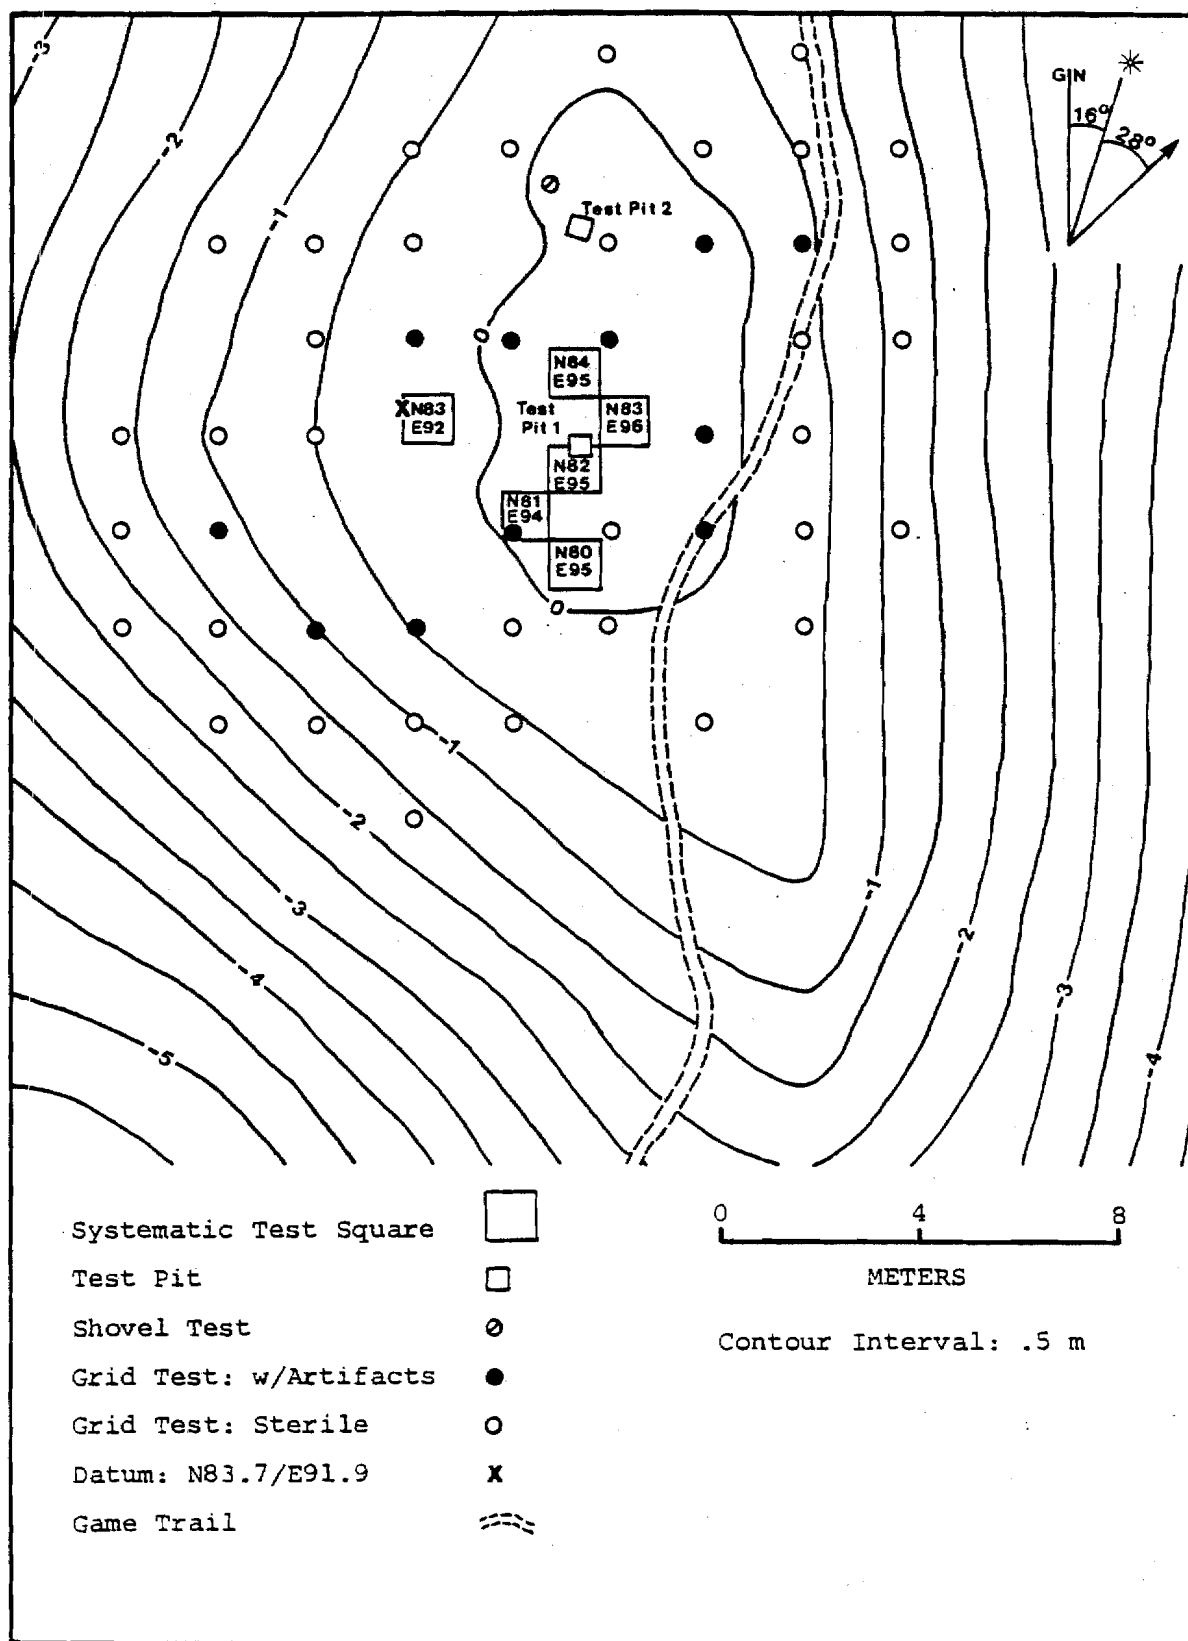 -3
GN
16°
28°
-2
-1
Test Pit 2
0
N84
E95
N83
E92
X
Test
Pit 1
N83
E96
N82
E95
N81
E94
N80
E95
0
-1
-2
-1
-3
-2
-4
-3
-5
-4
Systematic Test Square
Test Pit
Shovel Test
Grid Test: w/Artifacts
Grid Test: Sterile
Datum: N83.7/E91.9 X
Game Trail
0 4 8
METERS
Contour Interval: .5 m